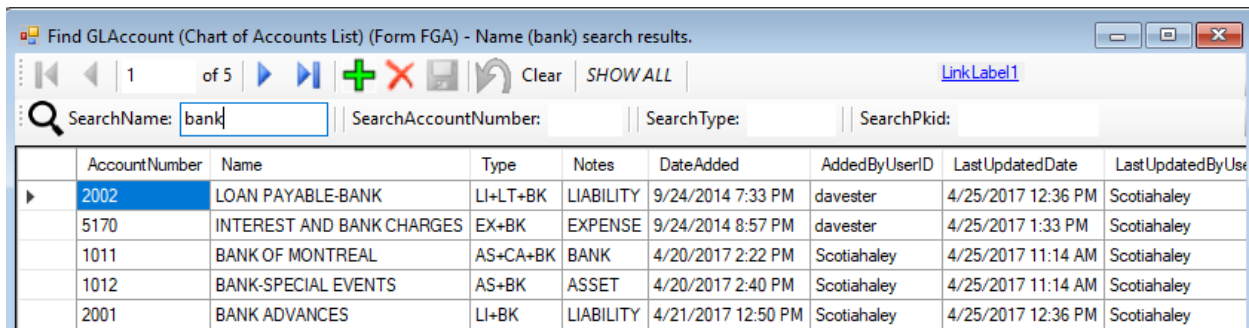 Find GLAccount (Chart of Accounts List) (Form FGA) - Name (bank) search results.
1 of 5 Clear SHOW ALL LinkLabel1
SearchName: bank SearchAccountNumber: SearchType: SearchPkid:
AccountNumber Name Type Notes DateAdded AddedByUserID LastUpdatedDate LastUpdatedByUse
2002 LOAN PAYABLE-BANK LI+LT+BK LIABILITY 9/24/2014 7:33 PM davester 4/25/2017 12:36 PM Scotiahaley
5170 INTEREST AND BANK CHARGES EX+BK EXPENSE 9/24/2014 8:57 PM davester 4/25/2017 1:33 PM Scotiahaley
1011 BANK OF MONTREAL AS+CA+BK BANK 4/20/2017 2:22 PM Scotiahaley 4/25/2017 11:14 AM Scotiahaley
1012 BANK-SPECIAL EVENTS AS+BK ASSET 4/20/2017 2:40 PM Scotiahaley 4/25/2017 11:14 AM Scotiahaley
2001 BANK ADVANCES LI+BK LIABILITY 4/21/2017 12:50 PM Scotiahaley 4/25/2017 12:36 PM Scotiahaley